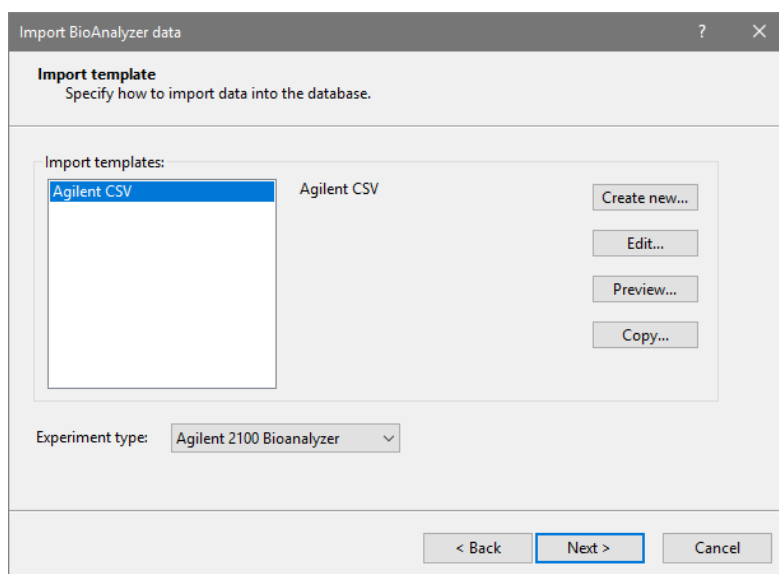 Import BioAnalyzer data
?
Import template
Specify how to import data into the database.
Import templates:
Agilent CSV
Agilent CSV
Create new...
Edit...
Preview...
Copy...
Experiment type:
Agilent 2100 Bioanalyzer
< Back
Next >
Cancel